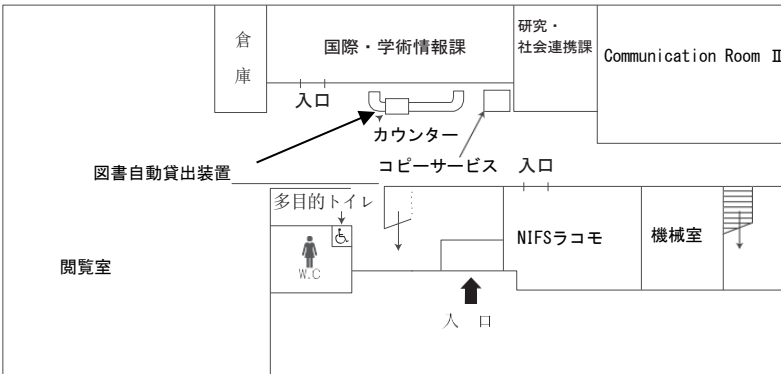 倉
庫
国際・学術情報課
研究・
社会連携課
Communication Room Ⅱ
入口
カウンター
コピーサービス
入口
図書自動貸出装置
多目的トイレ
閲覧室
W.C
NIFSラコモ
機械室
入 口